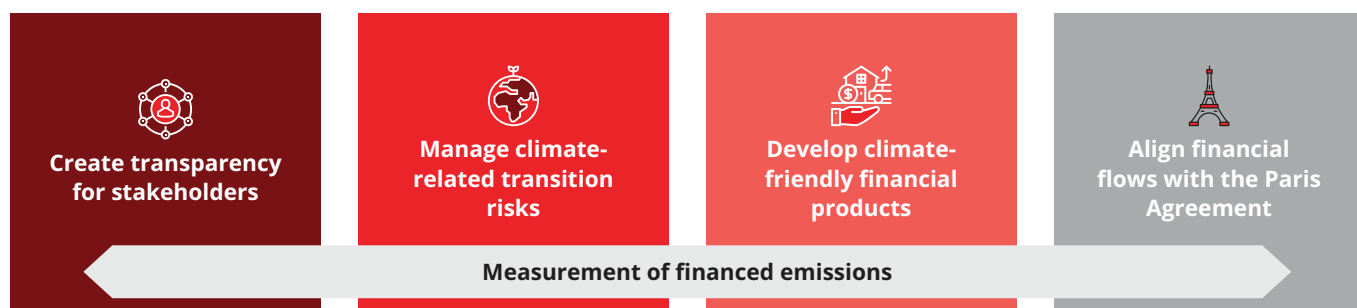 Create transparency
for stakeholders
Manage climate-
related transition
risks
Develop climate-
friendly financial
products
Align financial
flows with the Paris
Agreement
Measurement of financed emissions